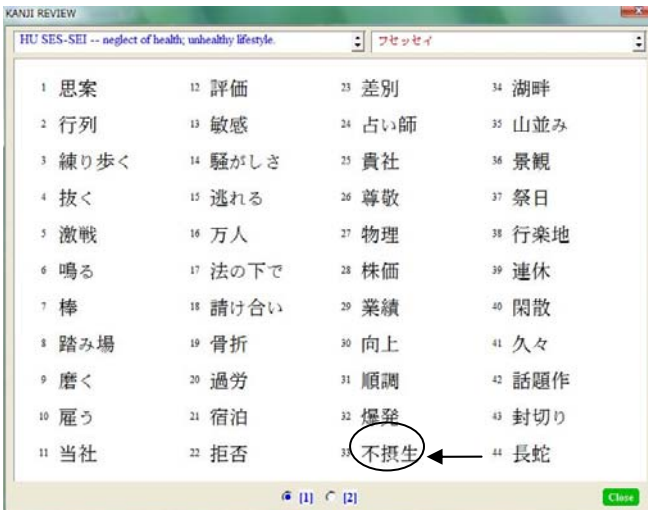 KANJI REVIEW
HU SES-SEI -- neglect of health; unhealthy lifestyle.
フセッセイ
1 思案
2 行列
3 練り歩く
4 抜く
5 激戦
6 鳴る
7 棒
8 踏み場
9 磨く
10 雇う
11 当社
12 評価
13 敏感
14 騒がしさ
15 逃れる
16 万人
17 法の下で
18 請け合い
19 骨折
20 過労
21 宿泊
22 拒否
23 差別
24 占い師
25 貴社
26 尊敬
27 物理
28 株価
29 業績
30 向上
31 順調
32 爆発
33 不摂生
34 湖畔
35 山並み
36 景観
37 祭日
38 行楽地
39 連休
40 閑散
41 久々
42 話題作
43 封切り
44 長蛇
[1] [2]
Close